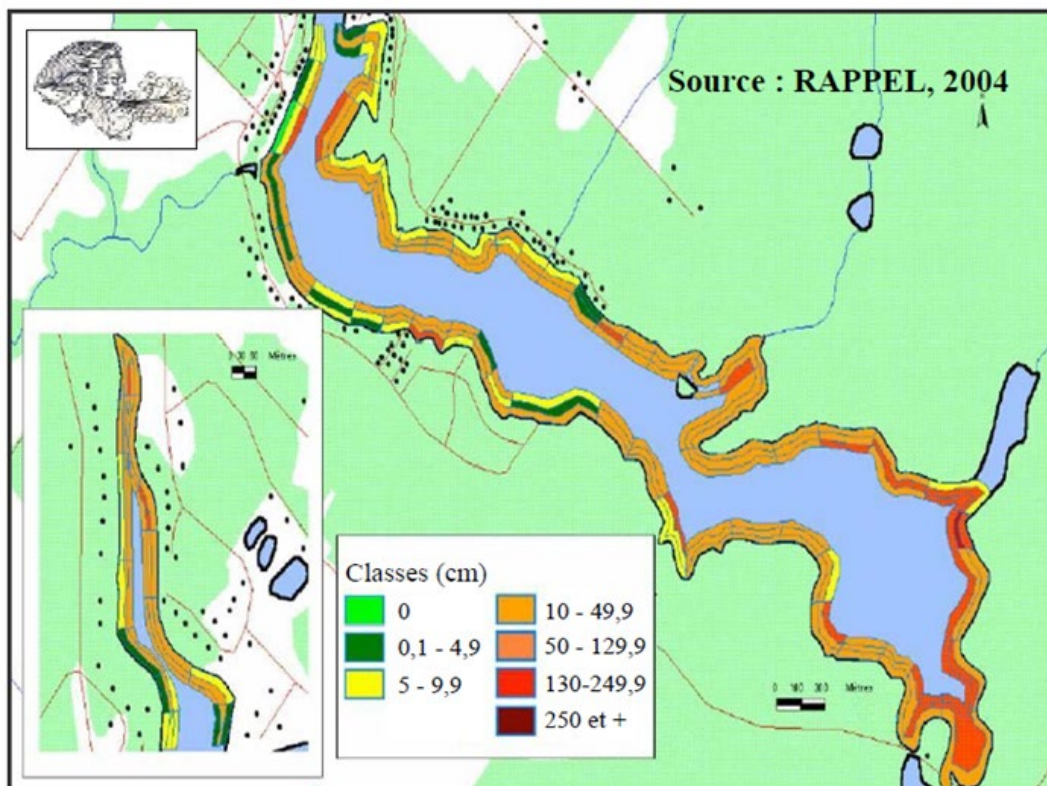 Source : RAPPEL, 2004
Mètres
Classes (cm)
0
0,1 - 4,9
5 - 9,9
10 - 49,9
50 - 129,9
130-249,9
250 et +
Mètres